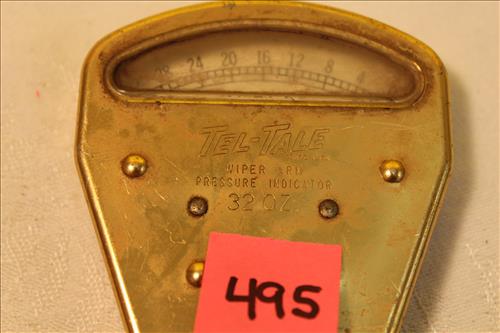 28 24 20 16 12 8 4
TEL-TALE
WIPER ARM
PRESSURE INDICATOR
32 OZ.
495